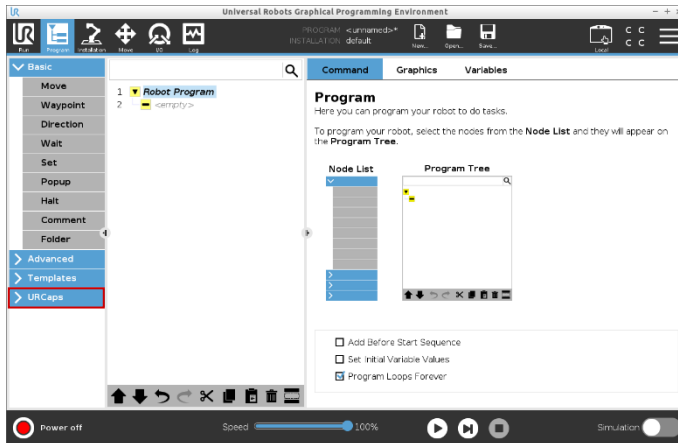 Universal Robots Graphical Programming Environment
PROGRAM <unnamed>*
INSTALLATION default
Run
Program
Installation
Move
I/O
Log
New...
Open...
Save...
Local
C C
C C
Basic
Move
Waypoint
Direction
Wait
Set
Popup
Halt
Comment
Folder
Advanced
Templates
URCaps
1 Robot Program
2 <empty>
Command Graphics Variables
Program
Here you can program your robot to do tasks.
To program your robot, select the nodes from the Node List and they will appear on
the Program Tree.
Node List Program Tree
Add Before Start Sequence
Set Initial Variable Values
Program Loops Forever
Power off
Speed 100%
Simulation